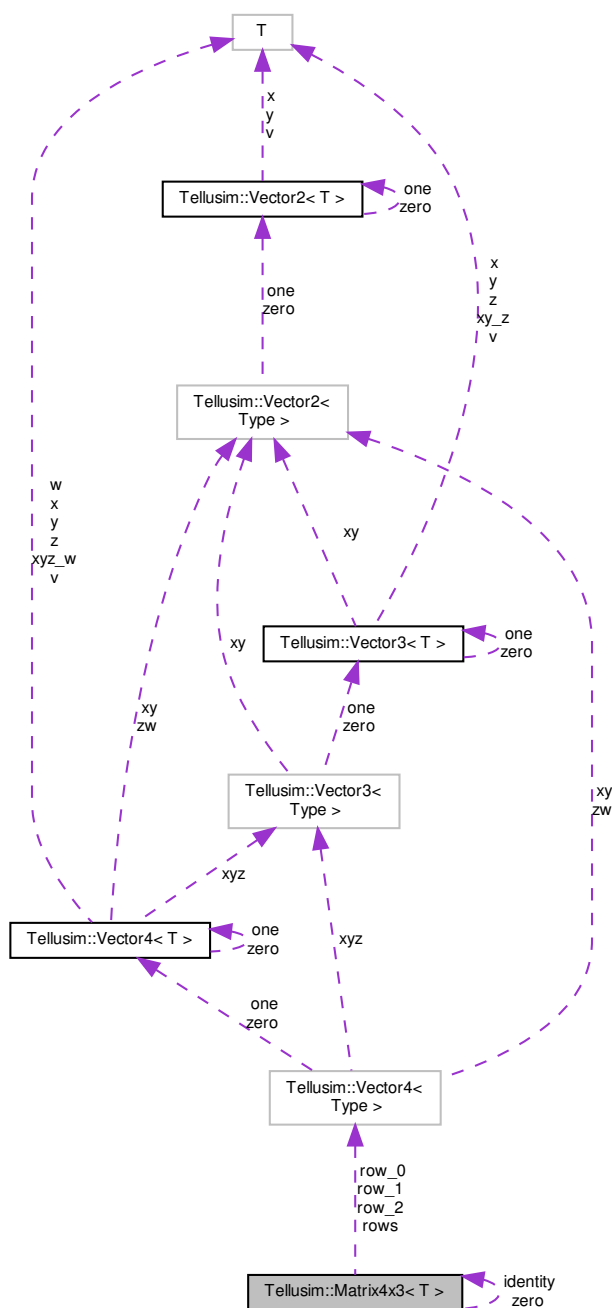 T
x
y
v
Tellusim::Vector2< T >
one
zero
x
y
z
xy_z
v
one
zero
Tellusim::Vector2<
Type >
w
x
y
z
xyz_w
v
xy
Tellusim::Vector3< T >
one
zero
xy
xy
zw
one
zero
Tellusim::Vector3<
Type >
xy
zw
xyz
Tellusim::Vector4< T >
one
zero
xyz
one
zero
Tellusim::Vector4<
Type >
row_0
row_1
row_2
rows
Tellusim::Matrix4x3< T >
identity
zero